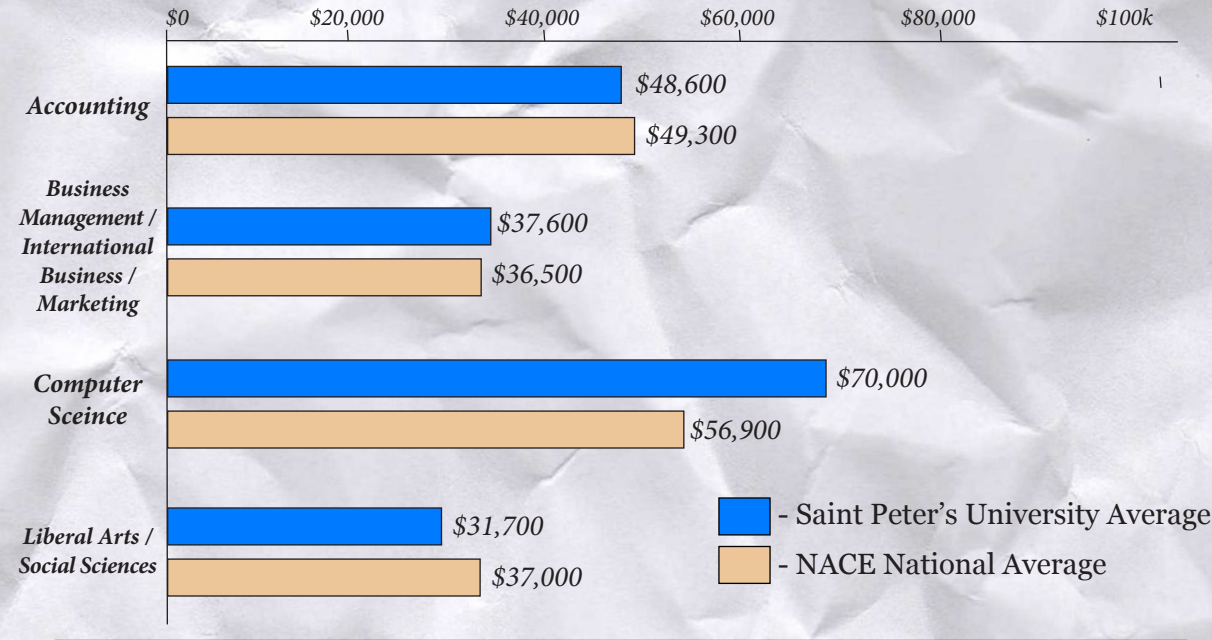 $0 $20,000 $40,000 $60,000 $80,000 $100k
Accounting
$48,600
$49,300
Business
Management /
International
Business /
Marketing
$37,600
$36,500
Computer
Sceince
$70,000
$56,900
Liberal Arts /
Social Sciences
$31,700
$37,000
- Saint Peter’s University Average
- NACE National Average